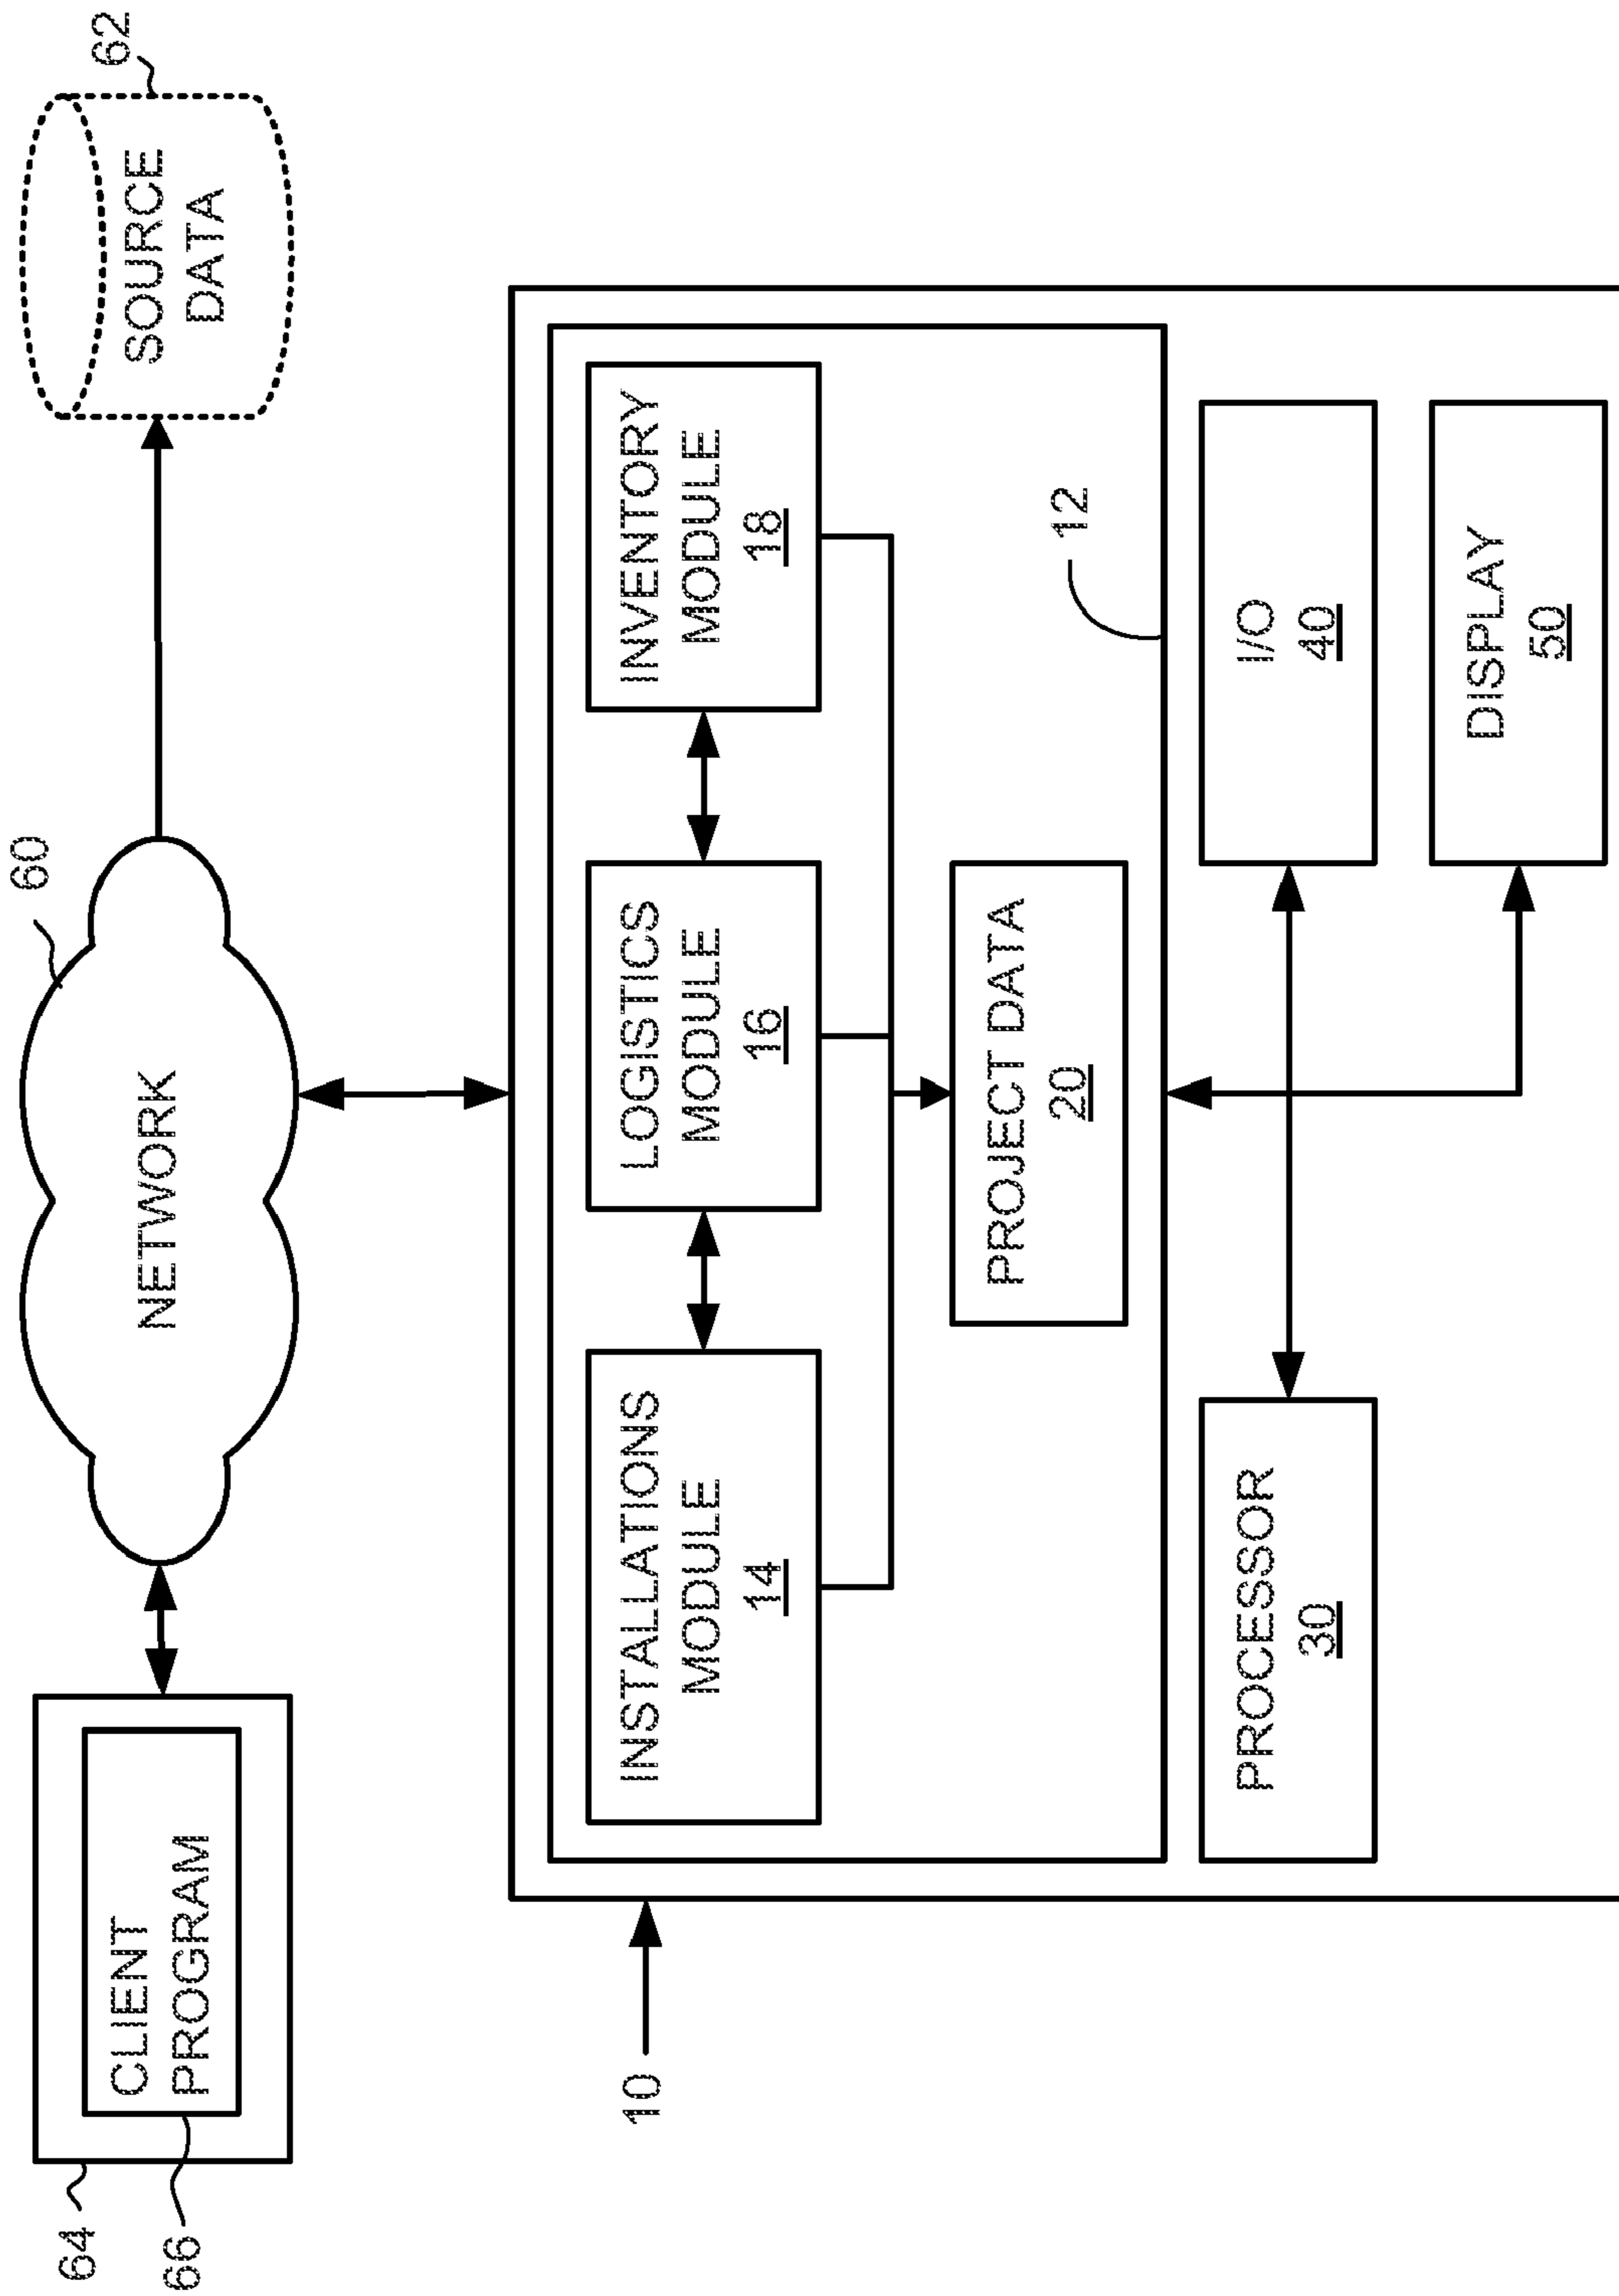 64
66
CLIENT
PROGRAM
NETWORK
60
SOURCE
DATA
62
10
INSTALLATIONS
MODULE
14
LOGISTICS
MODULE
16
INVENTORY
MODULE
18
PROJECT DATA
20
12
PROCESSOR
30
I/O
40
DISPLAY
50